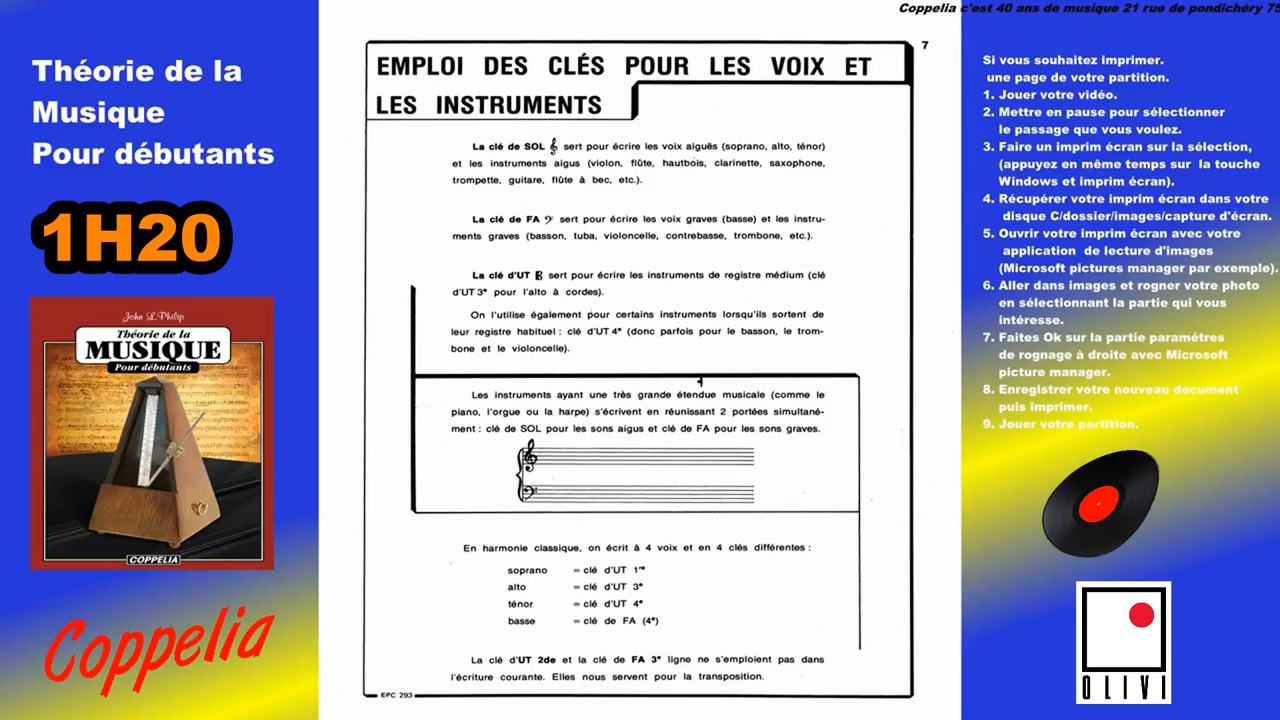 Coppelia c'est 40 ans de musique 21 rue de pondichéry 75
Théorie de la
Musique
Pour débutants
1H20
John L.Philip
Théorie de la
MUSIQUE
Pour débutants
COPPELIA
Coppelia
7
EMPLOI DES CLÉS POUR LES VOIX ET
LES INSTRUMENTS
La clé de SOL sert pour écrire les voix aiguës (soprano, alto, ténor)
et les instruments aigus (violon, flûte, hautbois, clarinette, saxophone,
trompette, guitare, flûte à bec, etc.).
La clé de FA sert pour écrire les voix graves (basse) et les instru-
ments graves (basson, tuba, violoncelle, contrebasse, trombone, etc.).
La clé d'UT sert pour écrire les instruments de registre médium (clé
d'UT 3e pour l'alto à cordes).
On l'utilise également pour certains instruments lorsqu'ils sortent de
leur registre habituel : clé d'UT 4e (donc parfois pour le basson, le trom-
bone et le violoncelle).
Les instruments ayant une très grande étendue musicale (comme le
piano, l'orgue ou la harpe) s'écrivent en réunissant 2 portées simultané-
ment : clé de SOL pour les sons aigus et clé de FA pour les sons graves.
En harmonie classique, on écrit à 4 voix et en 4 clés différentes :
soprano = clé d'UT 1re
alto = clé d'UT 3e
ténor = clé d'UT 4e
basse = clé de FA (4e)
La clé d'UT 2de et la clé de FA 3e ligne ne s'emploient pas dans
l'écriture courante. Elles nous servent pour la transposition.
EPC 293
Si vous souhaitez imprimer.
une page de votre partition.
1. Jouer votre vidéo.
2. Mettre en pause pour sélectionner
le passage que vous voulez.
3. Faire un imprim écran sur la sélection,
(appuyez en même temps sur la touche
Windows et imprim écran).
4. Récupérer votre imprim écran dans votre
disque C/dossier/images/capture d'écran.
5. Ouvrir votre imprim écran avec votre
application de lecture d'images
(Microsoft pictures manager par exemple).
6. Aller dans images et rogner votre photo
en sélectionnant la partie qui vous
intéresse.
7. Faites Ok sur la partie paramétres
de rognage à droite avec Microsoft
picture manager.
8. Enregistrer votre nouveau document
puis imprimer.
9. Jouer votre partition.
OLIVI